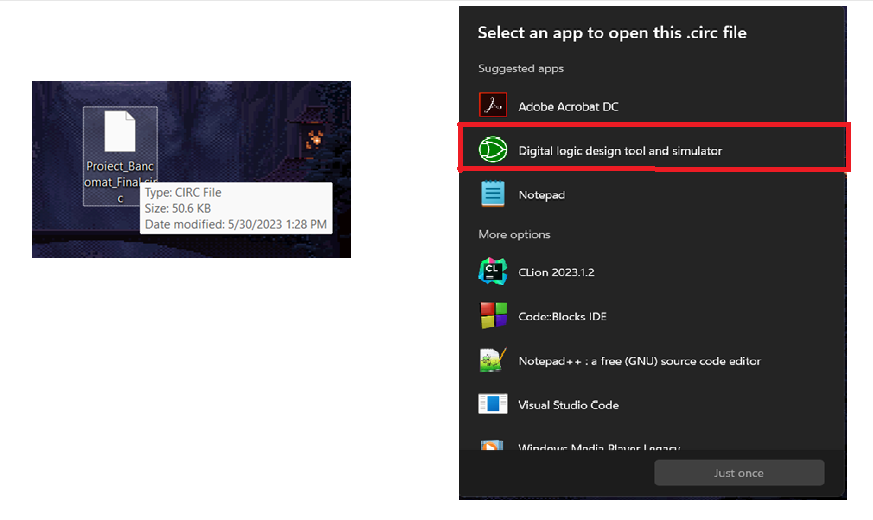 Proiect_Banc
omat_Final.cir
c
Type: CIRC File
Size: 50.6 KB
Date modified: 5/30/2023 1:28 PM
Select an app to open this .circ file
Suggested apps
Adobe Acrobat DC
Digital logic design tool and simulator
Notepad
More options
CLion 2023.1.2
Code::Blocks IDE
Notepad++ : a free (GNU) source code editor
Visual Studio Code
Windows Media Player Legacy
Just once